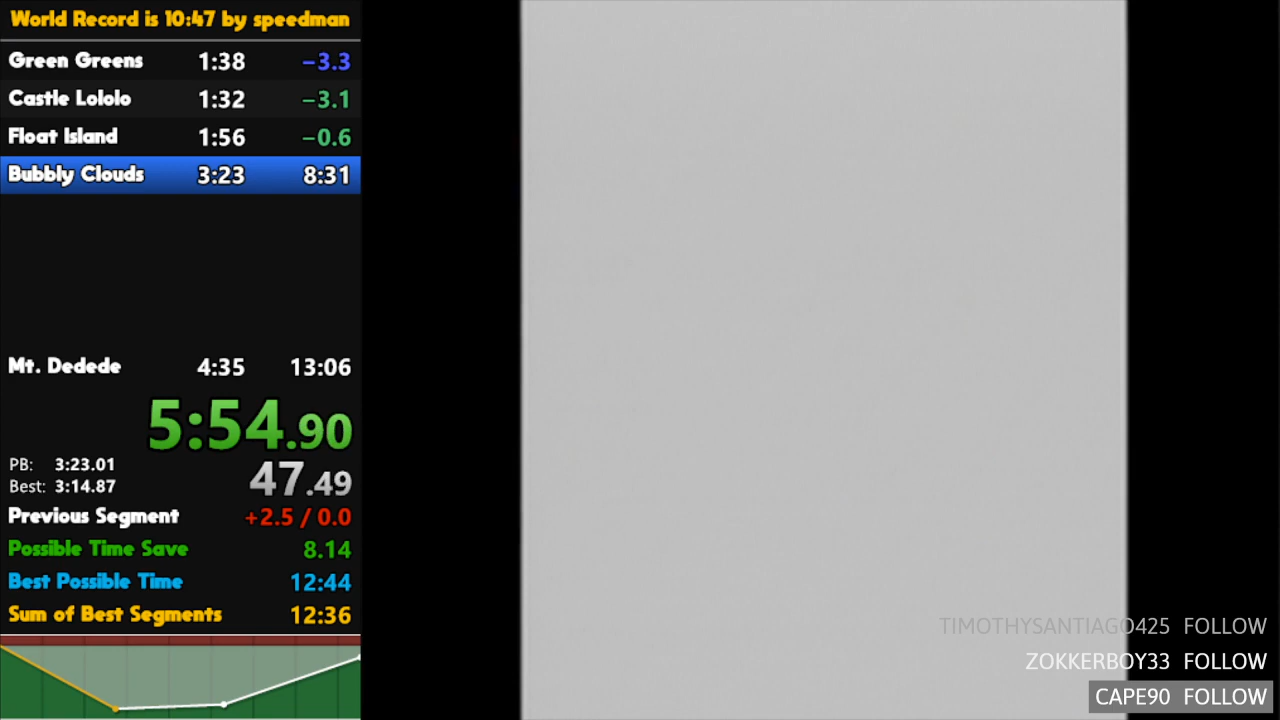 World Record is 10:47 by speedman
Green Greens 1:38 −3.3
Castle Lololo 1:32 −3.1
Float Island 1:56 −0.6
Bubbly Clouds 3:23 8:31
Mt. Dedede 4:35 13:06
5:54.90
PB: 3:23.01
Best: 3:14.87
47.49
Previous Segment +2.5 / 0.0
Possible Time Save 8.14
Best Possible Time 12:44
Sum of Best Segments 12:36
TIMOTHYSANTIAGO425 FOLLOW
ZOKKERBOY33 FOLLOW
CAPE90 FOLLOW